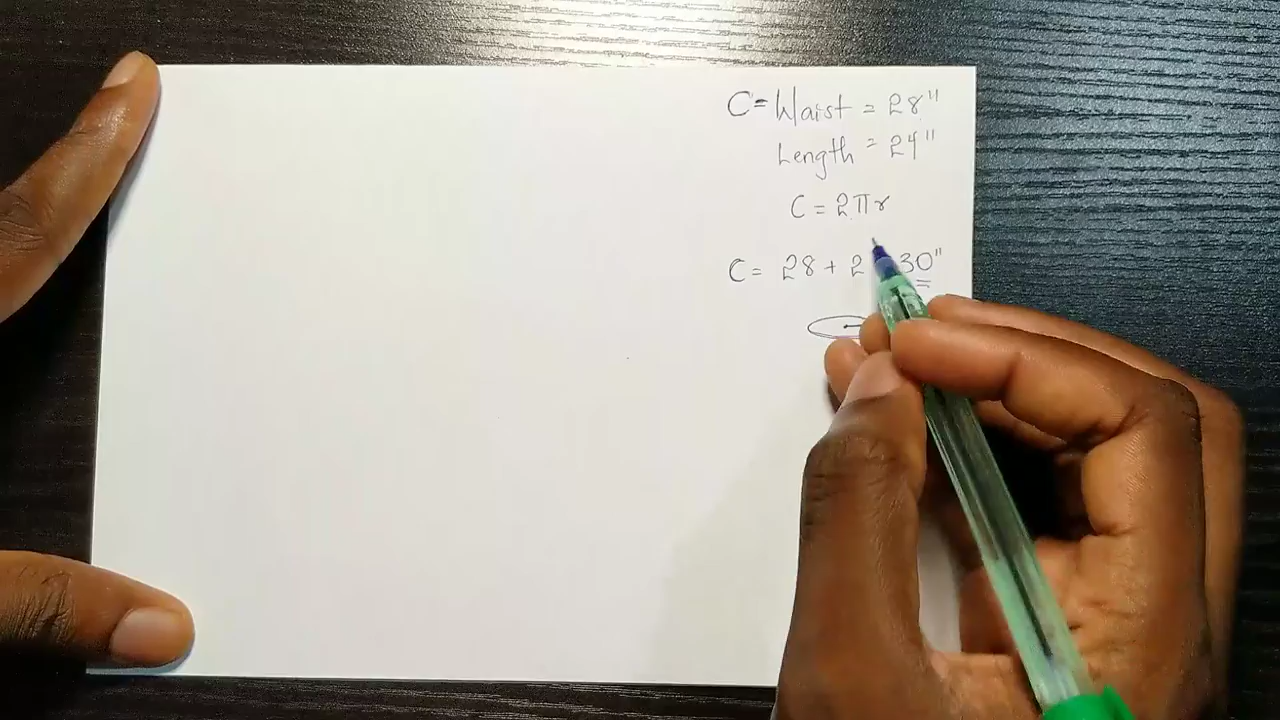 C = Waist = 28"
Length = 24"
C = 2πr
C = 28 + 2 30"